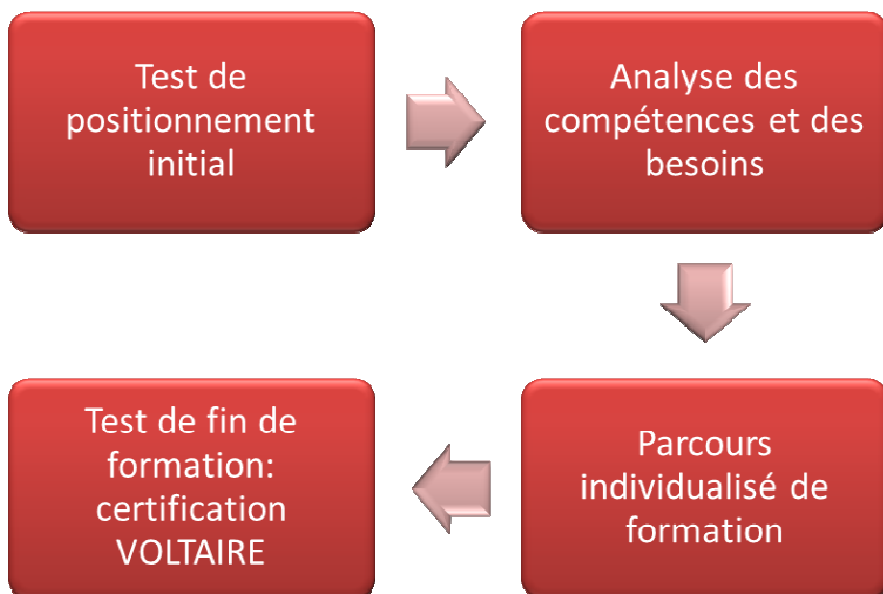 Test de
positionnement
initial
Analyse des
compétences et des
besoins
Parcours
individualisé de
formation
Test de fin de
formation:
certification
VOLTAIRE